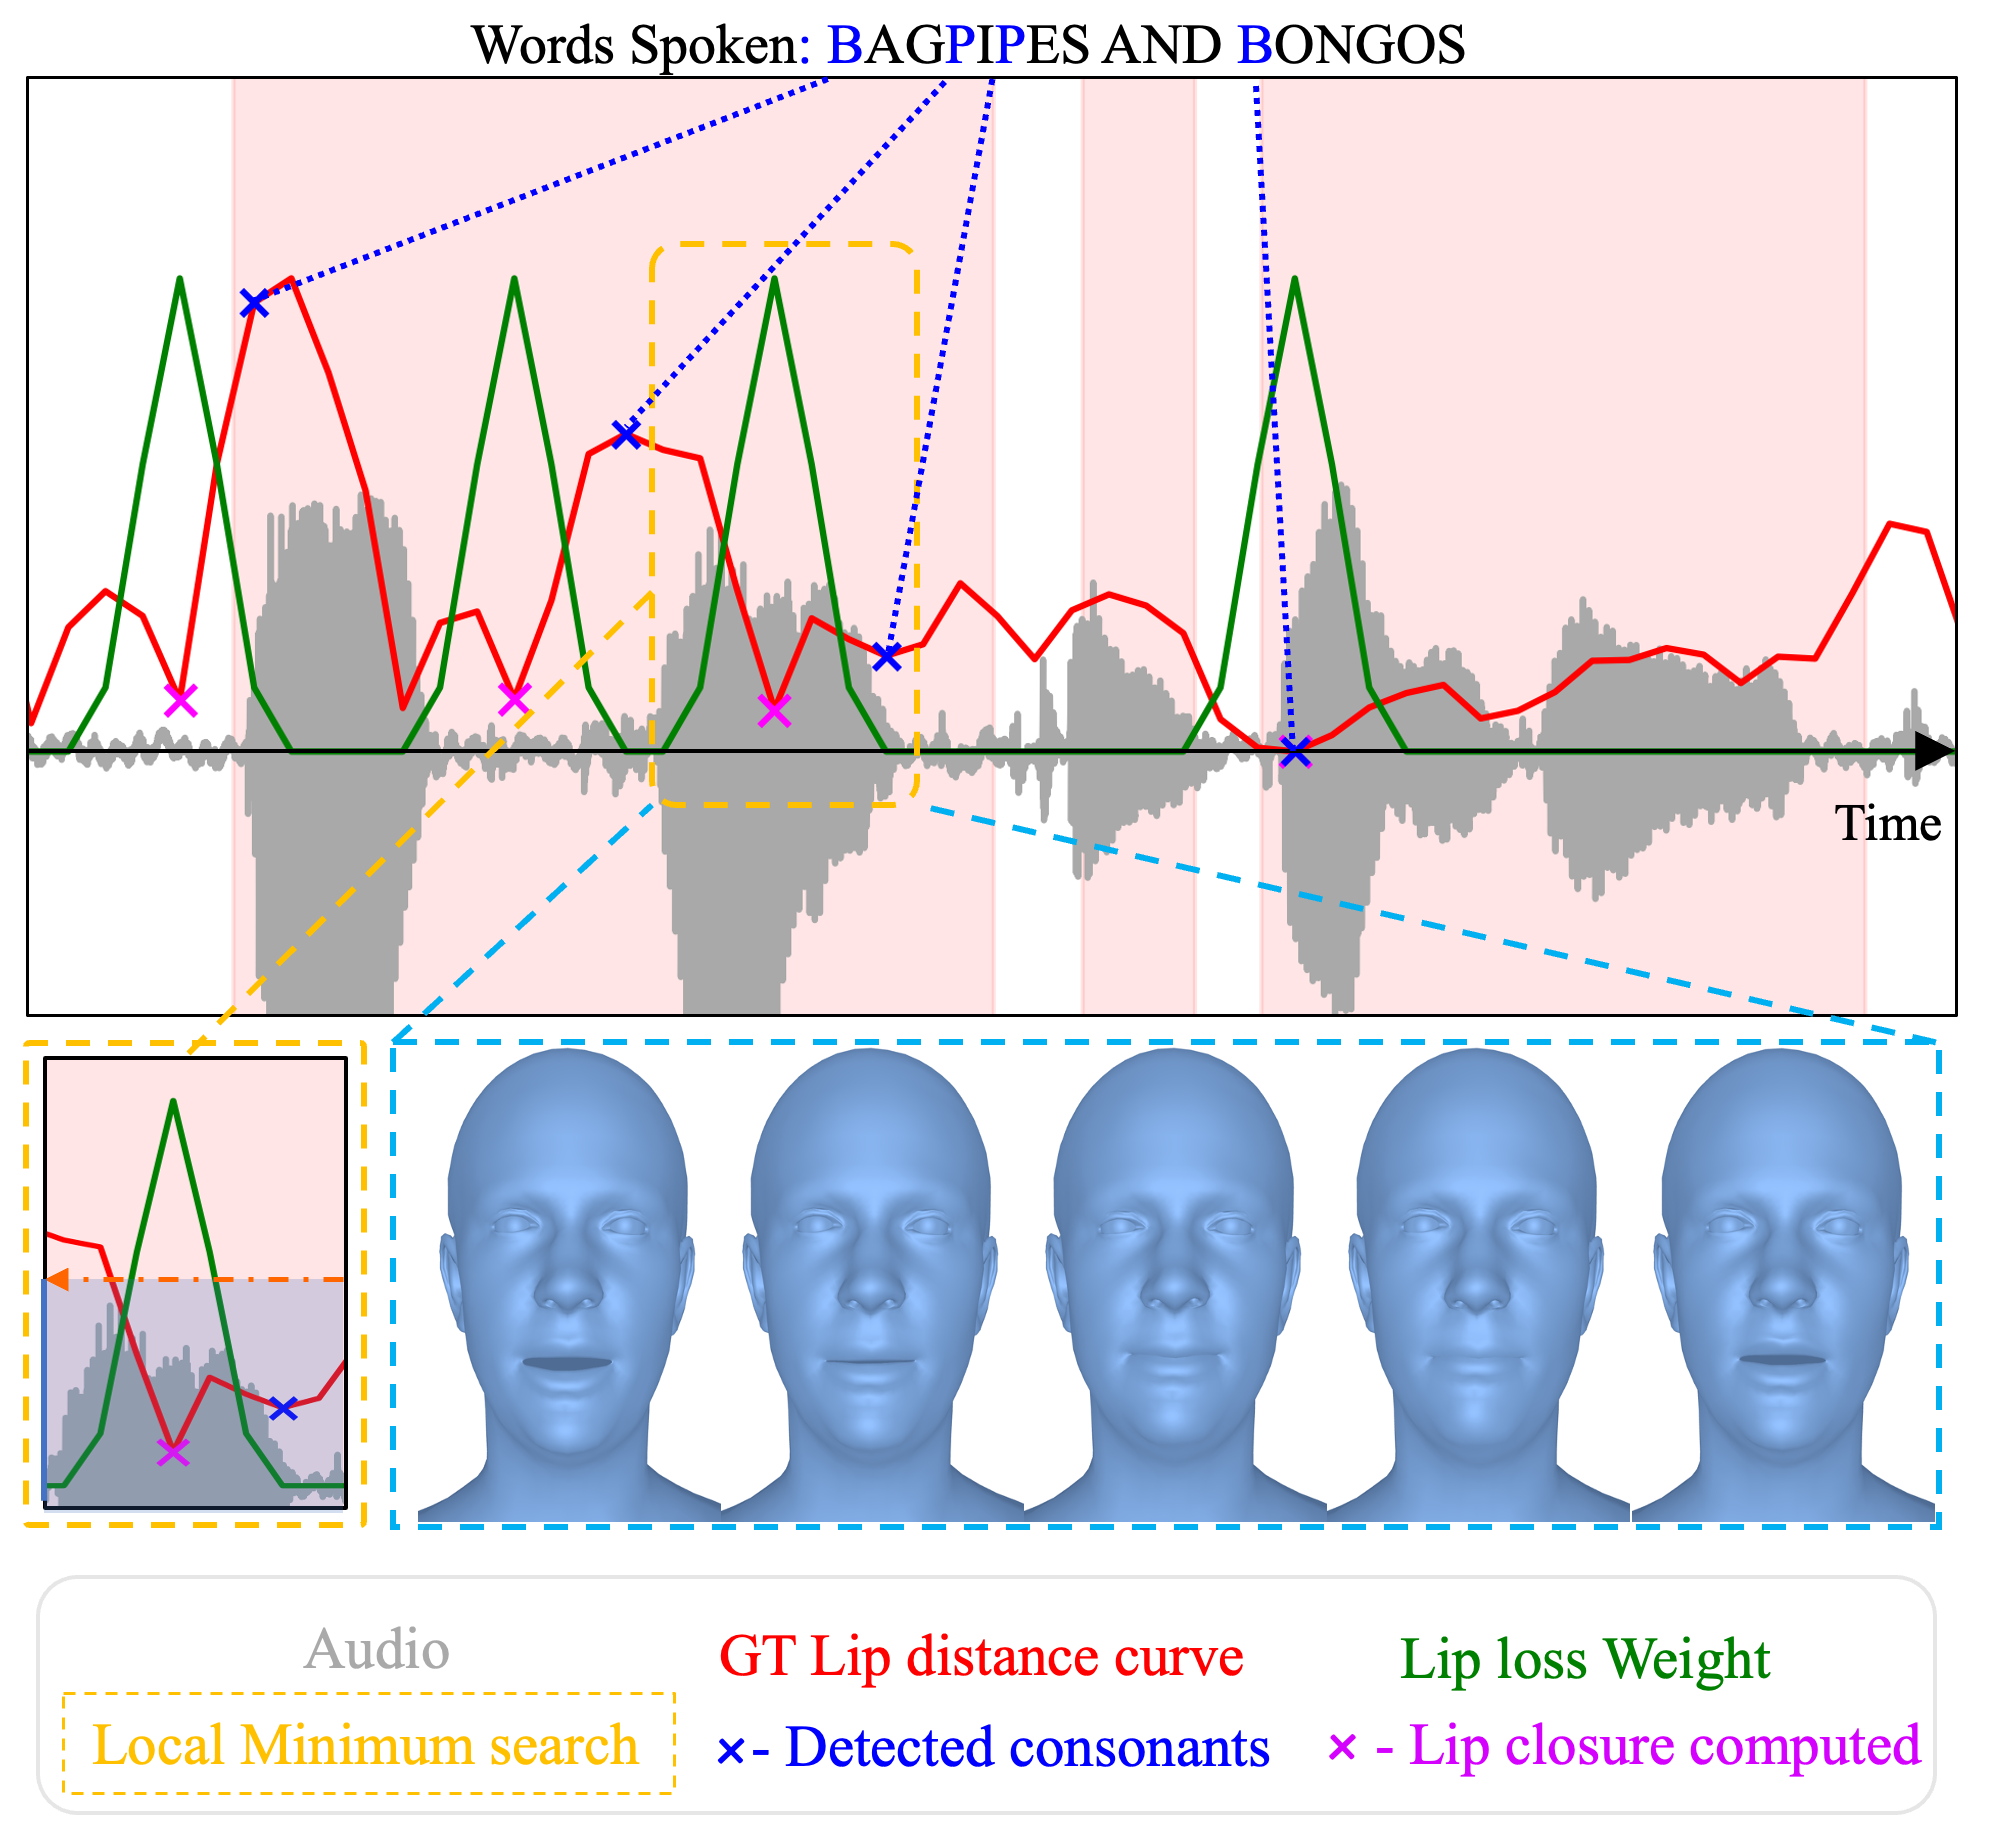 Words Spoken: BAGPIPES AND BONGOS
Time
Audio
GT Lip distance curve
Lip loss Weight
Local Minimum search
×- Detected consonants
× - Lip closure computed